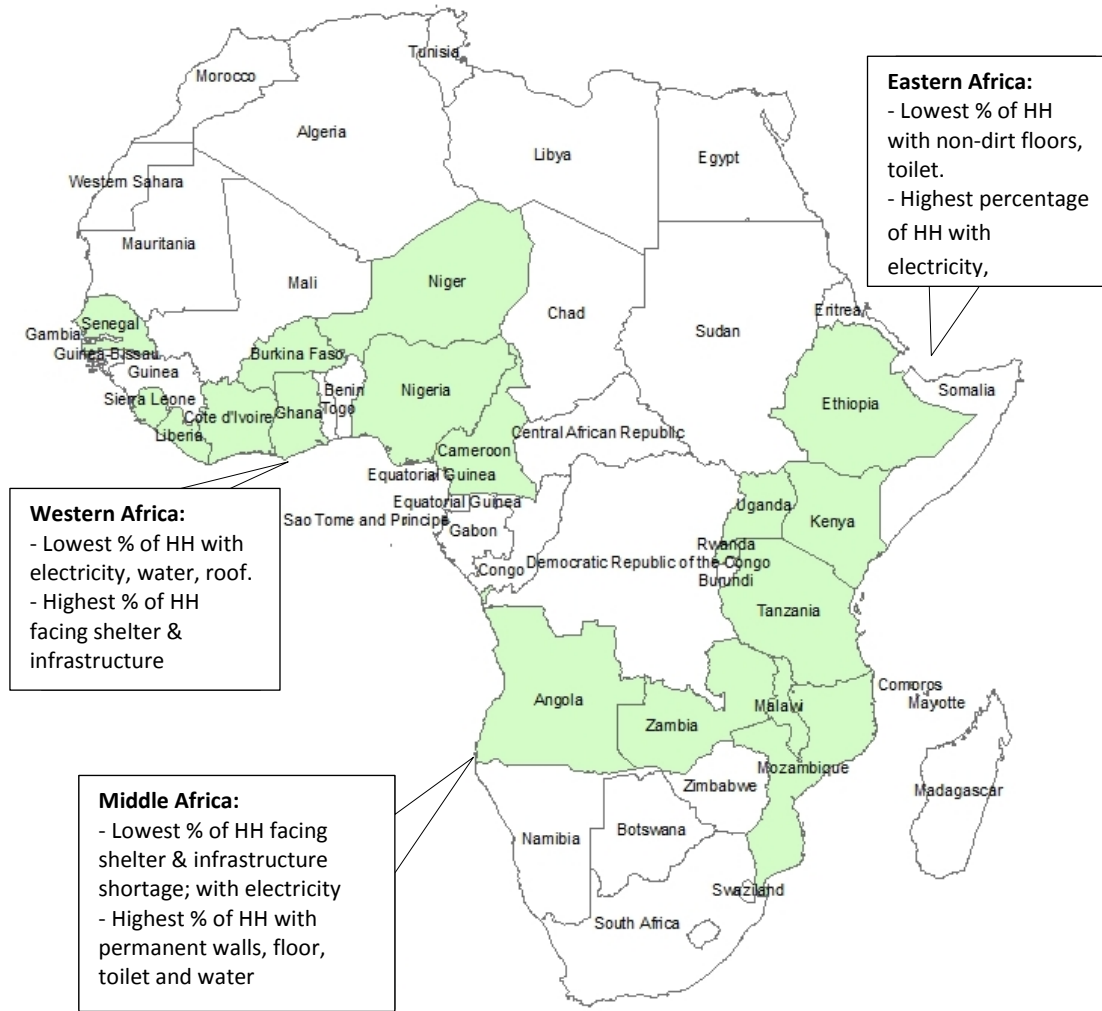 Tunisia
Morocco
Algeria
Libya
Egypt
Western Sahara
Mauritania
Mali
Niger
Chad
Sudan
Eritrea
Senegal
Gambia
Guinea-Bissau
Guinea
Burkina Faso
Nigeria
Benin
Togo
Sierra Leone
Cote d'Ivoire
Ghana
Liberia
Ethiopia
Somalia
Central African Republic
Cameroon
Equatorial Guinea
Equatorial Guinea
Sao Tome and Principe
Gabon
Congo
Democratic Republic of the Congo
Uganda
Kenya
Rwanda
Burundi
Tanzania
Angola
Zambia
Malawi
Comoros
Mayotte
Mozambique
Zimbabwe
Madagascar
Namibia
Botswana
Swaziland
South Africa
Eastern Africa:
- Lowest % of HH
with non-dirt floors,
toilet.
- Highest percentage
of HH with
electricity,
Western Africa:
- Lowest % of HH with
electricity, water, roof.
- Highest % of HH
facing shelter &
infrastructure
Middle Africa:
- Lowest % of HH facing
shelter & infrastructure
shortage; with electricity
- Highest % of HH with
permanent walls, floor,
toilet and water